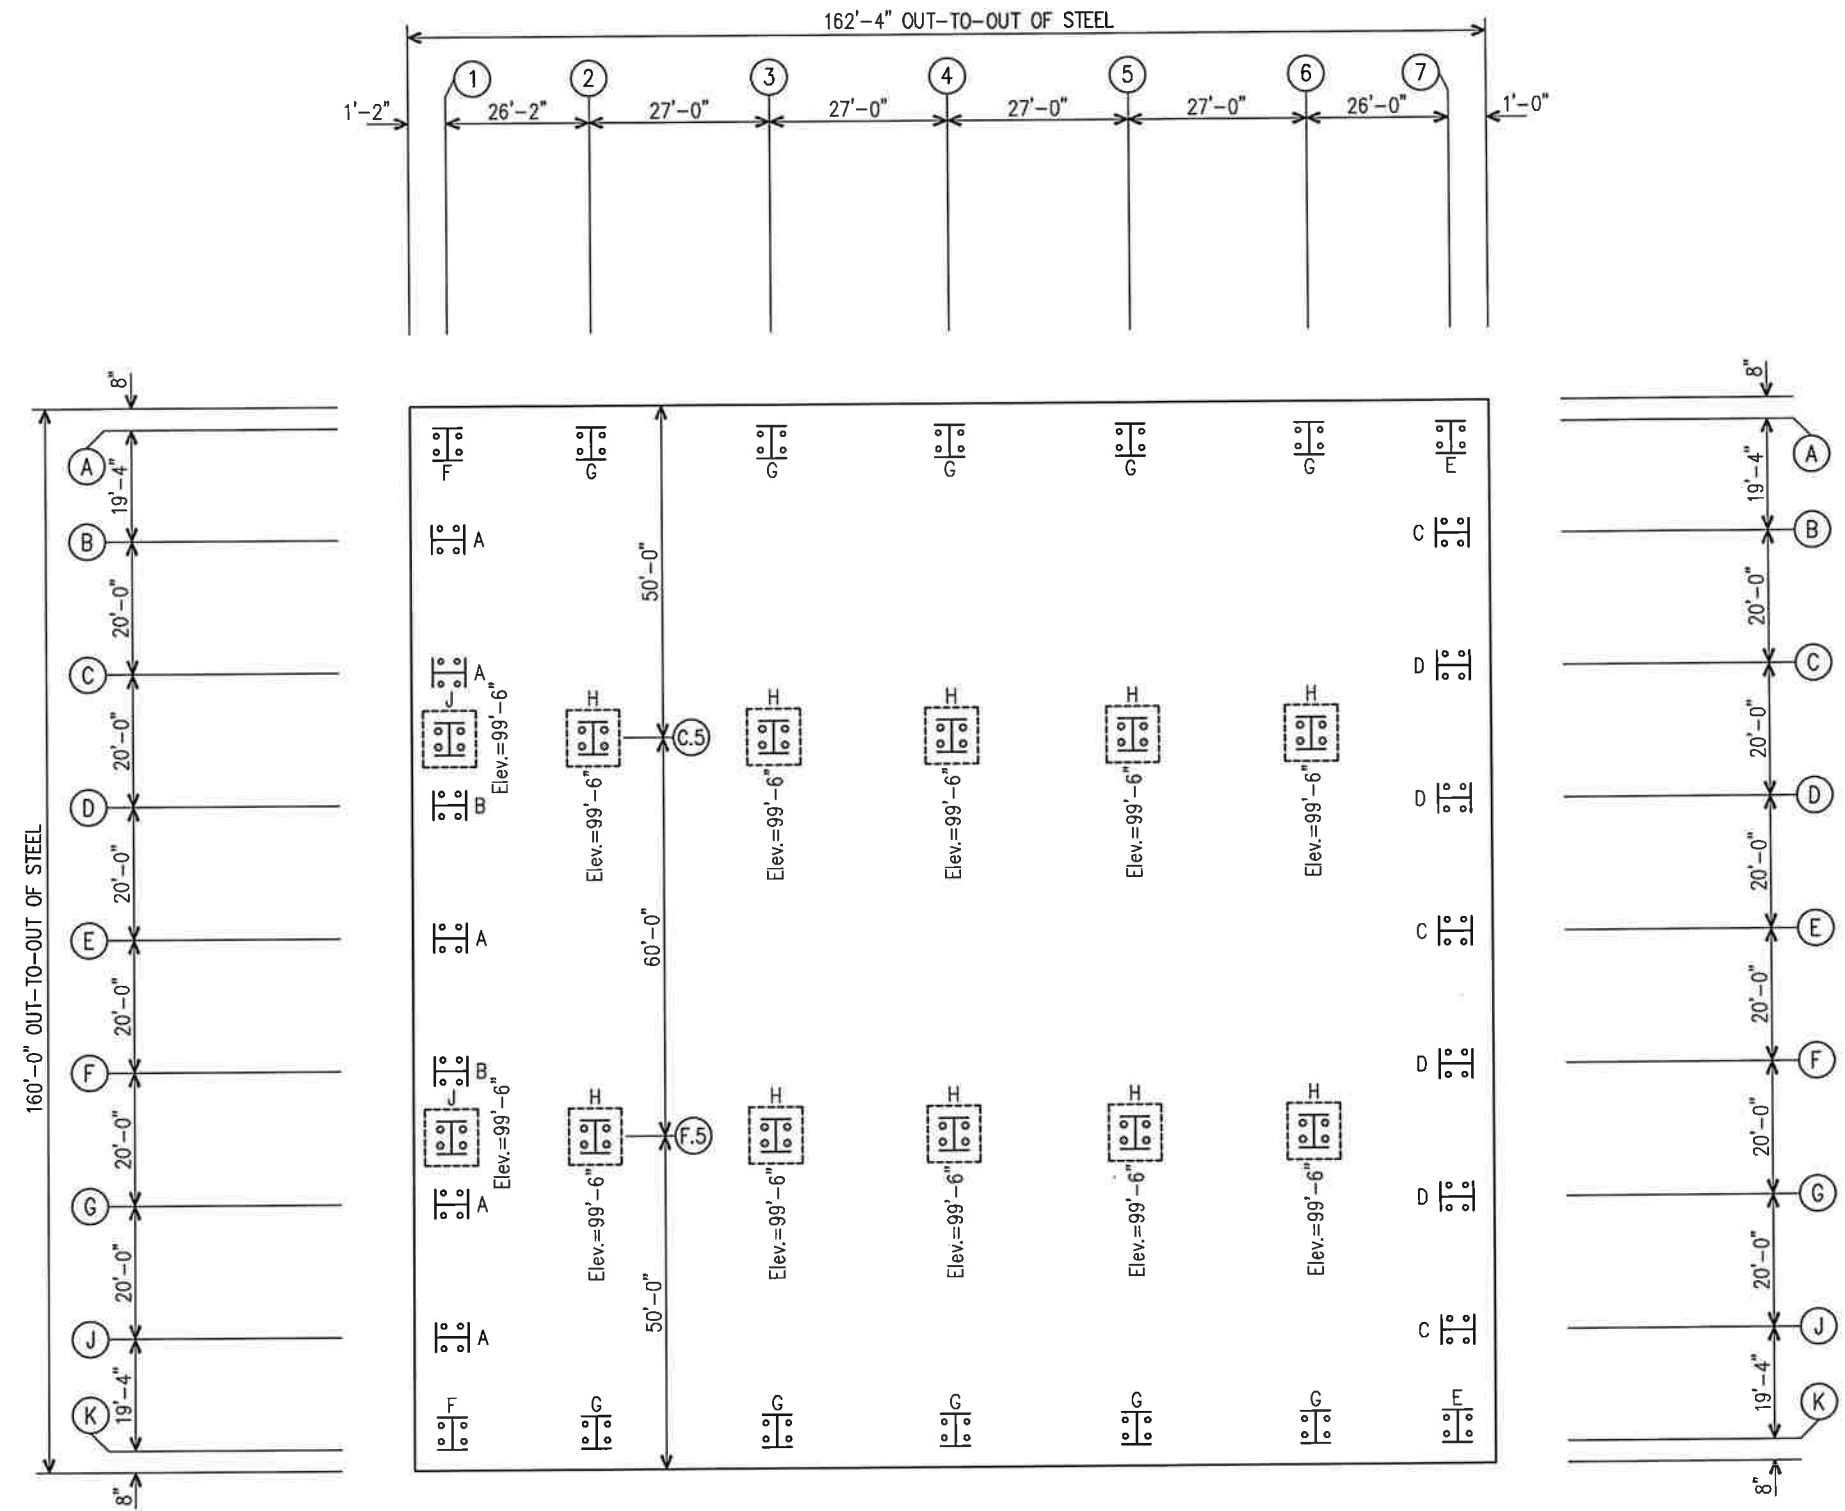 162'-4" OUT-TO-OUT OF STEEL
1 2 3 4 5 6 7
1'-2" 26'-2" 27'-0" 27'-0" 27'-0" 27'-0" 26'-0" 1'-0"
8" 8"
F G G G G G E
A 19'-4" 19'-4" A
B A C B
20'-0" 50'-0" 20'-0"
C A D C
J H H H H H
20'-0" Elev.=99'-6" C.5 20'-0"
D B D D
Elev.=99'-6" Elev.=99'-6" Elev.=99'-6" Elev.=99'-6" Elev.=99'-6"
20'-0" 20'-0"
160'-0" OUT-TO-OUT OF STEEL
E A 60'-0" C E
20'-0" 20'-0"
F B D F
J H H H H H
20'-0" Elev.=99'-6" F.5 20'-0"
G A D G
Elev.=99'-6" Elev.=99'-6" Elev.=99'-6" Elev.=99'-6" Elev.=99'-6"
20'-0" 50'-0" 20'-0"
J A C J
19'-4" 19'-4"
K F G G G G G E K
8" 8"